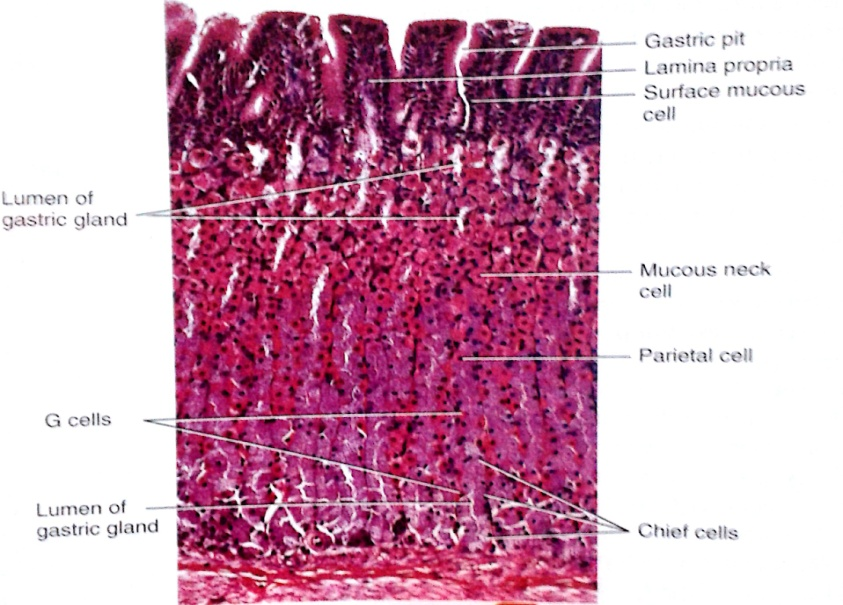 Gastric pit
Lamina propria
Surface mucous
cell
Lumen of
gastric gland
Mucous neck
cell
Parietal cell
G cells
Lumen of
gastric gland
Chief cells